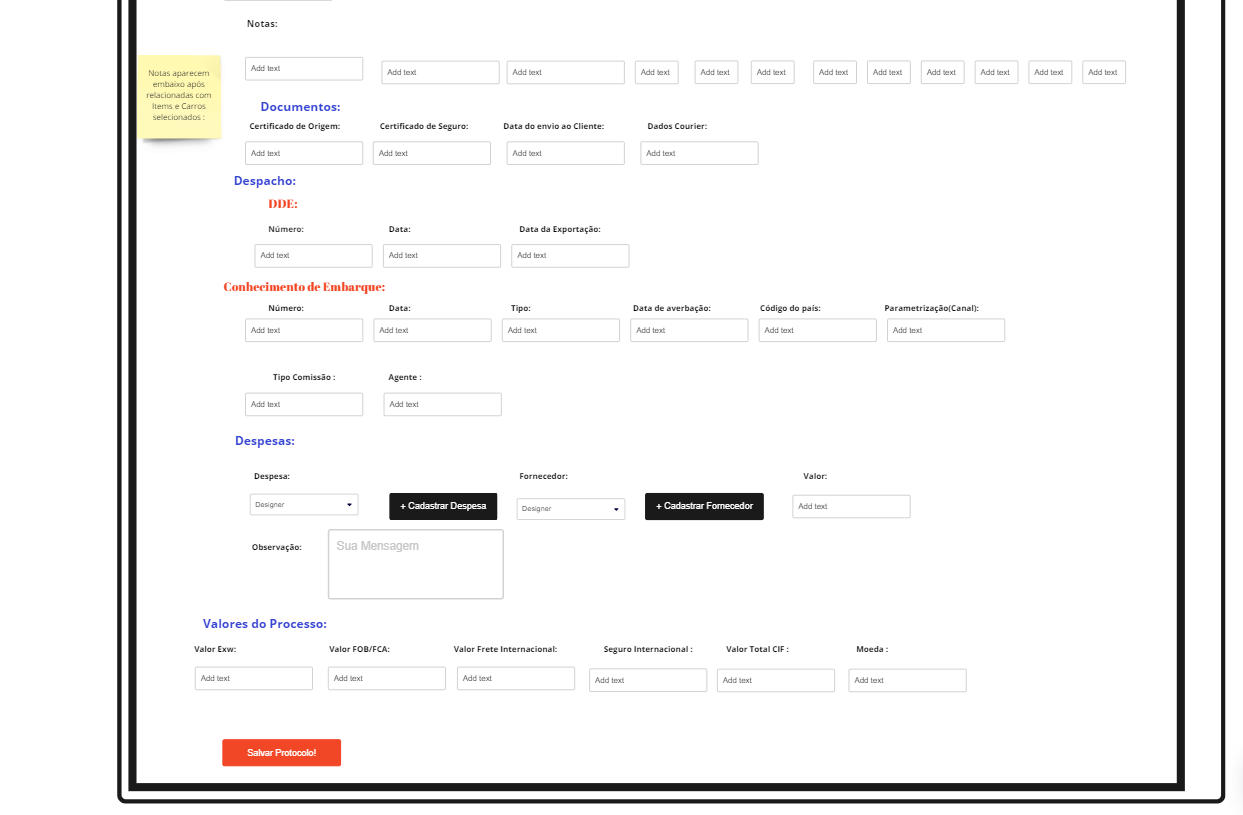 Notas:
Notas aparecem
embaixo após
relacionadas com
Items e Carros
selecionados :
Add text Add text Add text Add text Add text Add text Add text Add text Add text Add text Add text Add text
Documentos:
Certificado de Origem: Certificado de Seguro: Data do envio ao Cliente: Dados Courier:
Add text Add text Add text Add text
Despacho:
DDE:
Número: Data: Data da Exportação:
Add text Add text Add text
Conhecimento de Embarque:
Número: Data: Tipo: Data de averbação: Código do país: Parametrização(Canal):
Add text Add text Add text Add text Add text Add text
Tipo Comissão : Agente :
Add text Add text
Despesas:
Despesa: Fornecedor: Valor:
Designer + Cadastrar Despesa Designer + Cadastrar Fornecedor Add text
Observação: Sua Mensagem
Valores do Processo:
Valor Exw: Valor FOB/FCA: Valor Frete Internacional: Seguro Internacional : Valor Total CIF : Moeda :
Add text Add text Add text Add text Add text Add text
Salvar Protocolo!